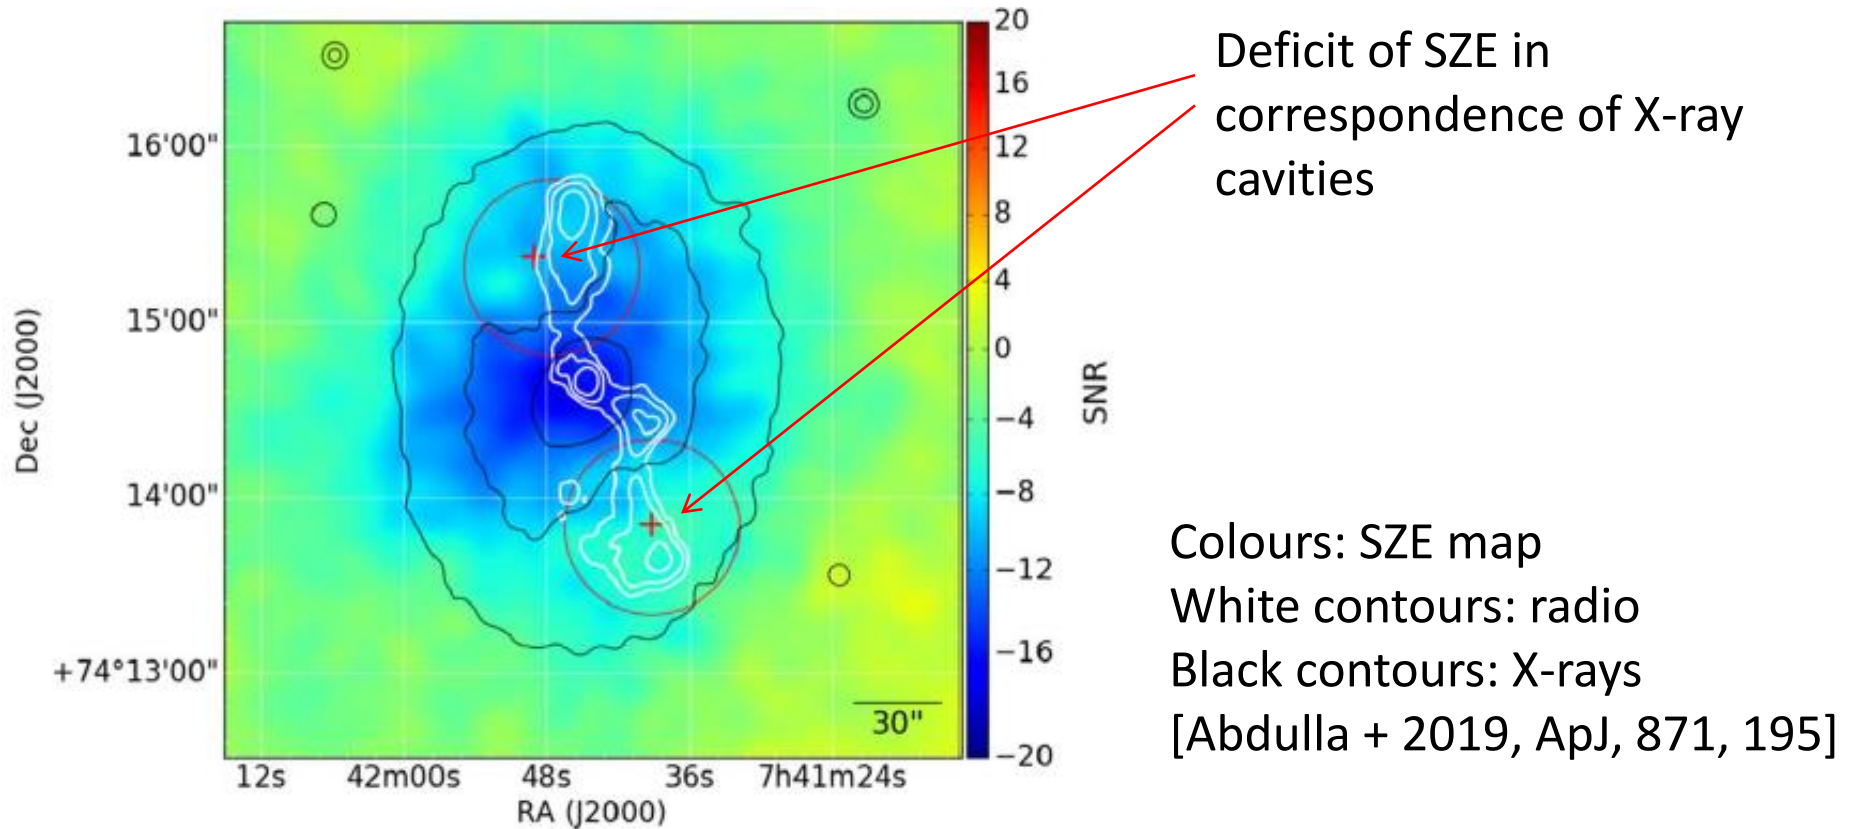 Deficit of SZE in
correspondence of X-ray
cavities
20
16
12
8
4
0
−4
−8
−12
−16
−20
SNR
16'00"
15'00"
14'00"
+74°13'00"
Dec (J2000)
30"
12s 42m00s 48s 36s 7h41m24s
RA (J2000)
Colours: SZE map
White contours: radio
Black contours: X-rays
[Abdulla + 2019, ApJ, 871, 195]